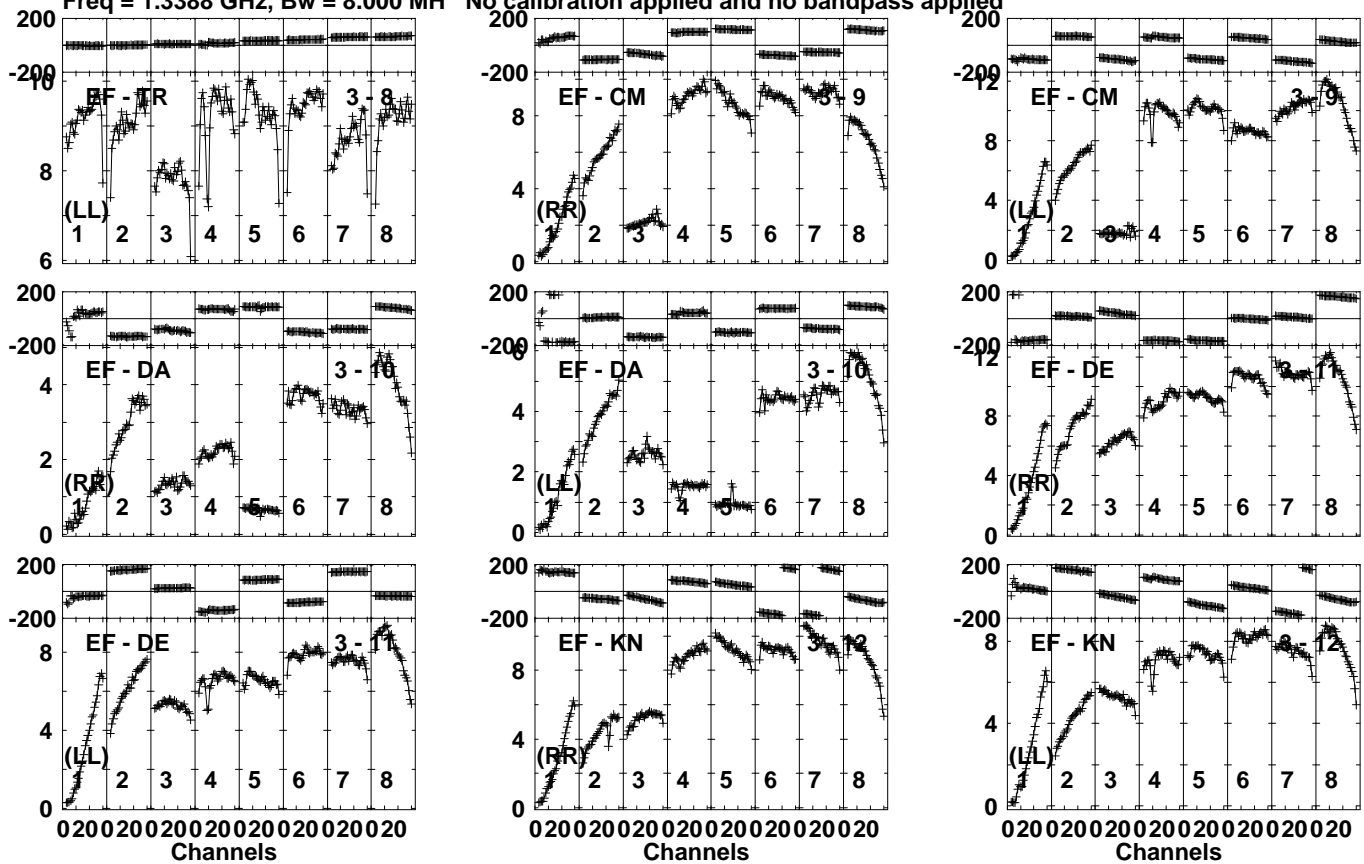 Freq = 1.3388 GHz, Bw = 8.000 MH No calibration applied and no bandpass applied
200 200 200
-200 -200 -200
10 12
EF - TR 3 - 8 EF - CM 3 - 9 EF - CM 3 - 9
8 8 8
4 4
(LL) (RR) (LL)
1 2 3 4 5 6 7 8 1 2 3 4 5 6 7 8 1 2 3 4 5 6 7 8
6 0 0
200 200 200
-200 -200 -200
6 12
EF - DA 3 - 10 EF - DA 3 - 10 EF - DE 3 - 11
4 4 8
2 2 4
(RR) (LL) (RR)
1 2 3 4 5 6 7 8 1 2 3 4 5 6 7 8 1 2 3 4 5 6 7 8
0 0 0
200 200 200
-200 -200 -200
EF - DE 3 - 11 EF - KN 3 - 12 EF - KN 3 - 12
8 8 8
4 4 4
(LL) (RR) (LL)
1 2 3 4 5 6 7 8 1 2 3 4 5 6 7 8 1 2 3 4 5 6 7 8
0 0 0
0 20 0 20 0 20 0 20 0 20 0 20 0 20 0 20 0 20 0 20 0 20 0 20 0 20 0 20 0 20 0 20 0 20 0 20 0 20 0 20 0 20 0 20 0 20 0 20
Channels Channels Channels